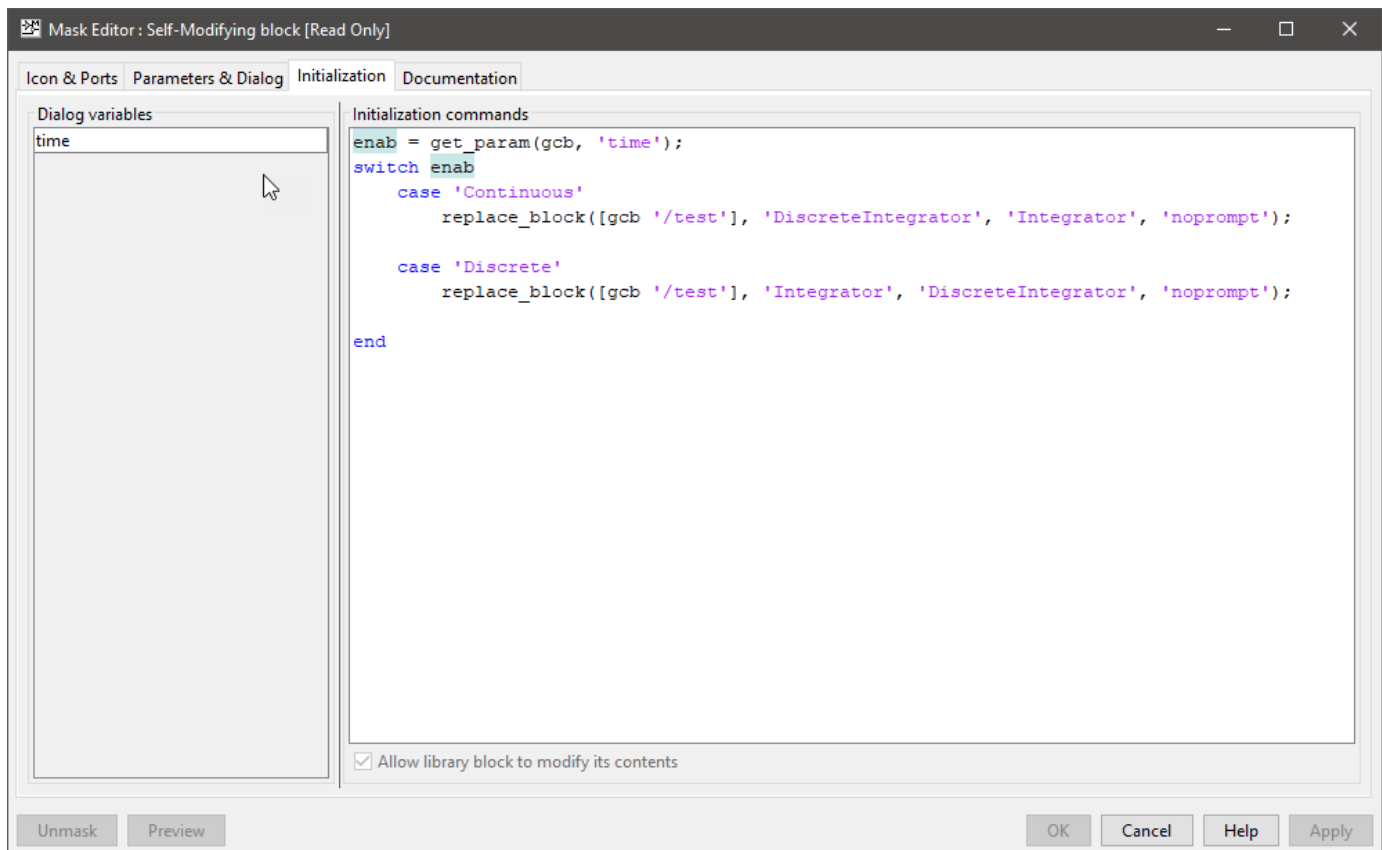 Mask Editor : Self-Modifying block [Read Only]
Icon & Ports Parameters & Dialog Initialization Documentation
Dialog variables
time
Initialization commands
enab = get_param(gcb, 'time');
switch enab
case 'Continuous'
replace_block([gcb '/test'], 'DiscreteIntegrator', 'Integrator', 'noprompt');
case 'Discrete'
replace_block([gcb '/test'], 'Integrator', 'DiscreteIntegrator', 'noprompt');
end
Allow library block to modify its contents
Unmask Preview OK Cancel Help Apply